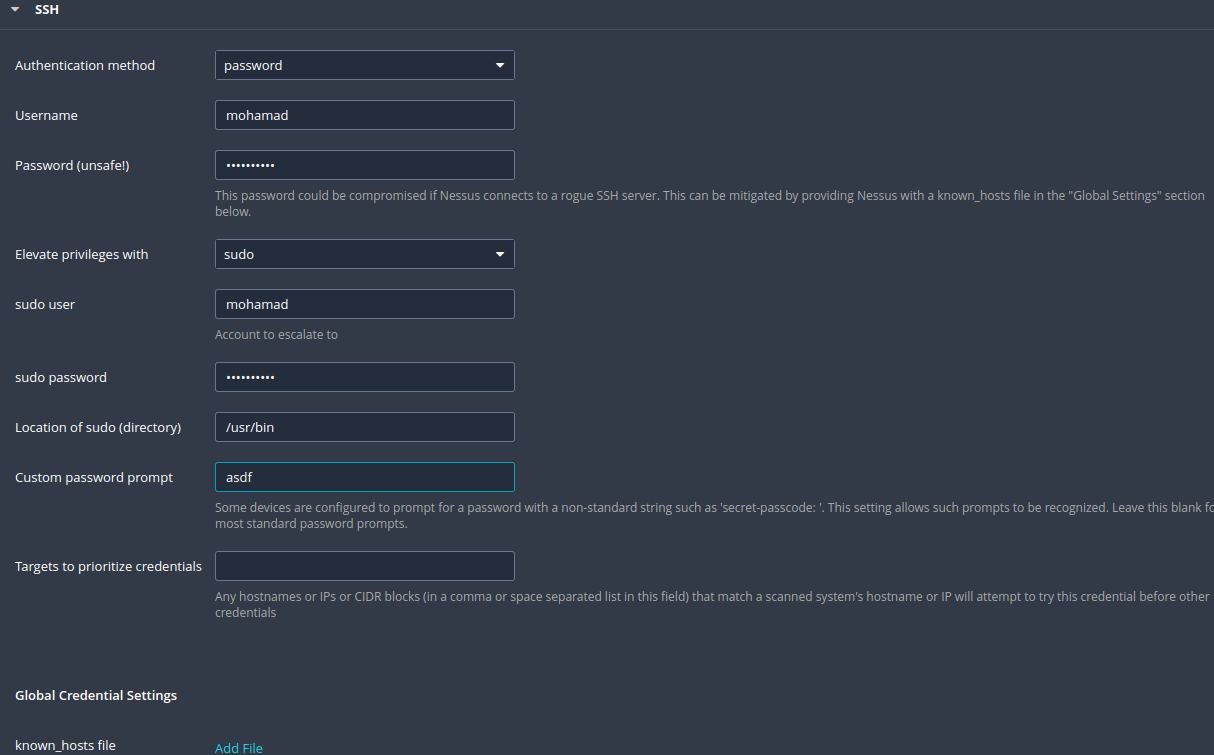 SSH
Authentication method password
Username mohamad
Password (unsafe!) ••••••••••
This password could be compromised if Nessus connects to a rogue SSH server. This can be mitigated by providing Nessus with a known_hosts file in the "Global Settings" section
below.
Elevate privileges with sudo
sudo user mohamad
Account to escalate to
sudo password ••••••••••
Location of sudo (directory) /usr/bin
Custom password prompt asdf
Some devices are configured to prompt for a password with a non-standard string such as 'secret-passcode: '. This setting allows such prompts to be recognized. Leave this blank
most standard password prompts.
Targets to prioritize credentials
Any hostnames or IPs or CIDR blocks (in a comma or space separated list in this field) that match a scanned system's hostname or IP will attempt to try this credential before other
credentials
Global Credential Settings
known_hosts file Add File